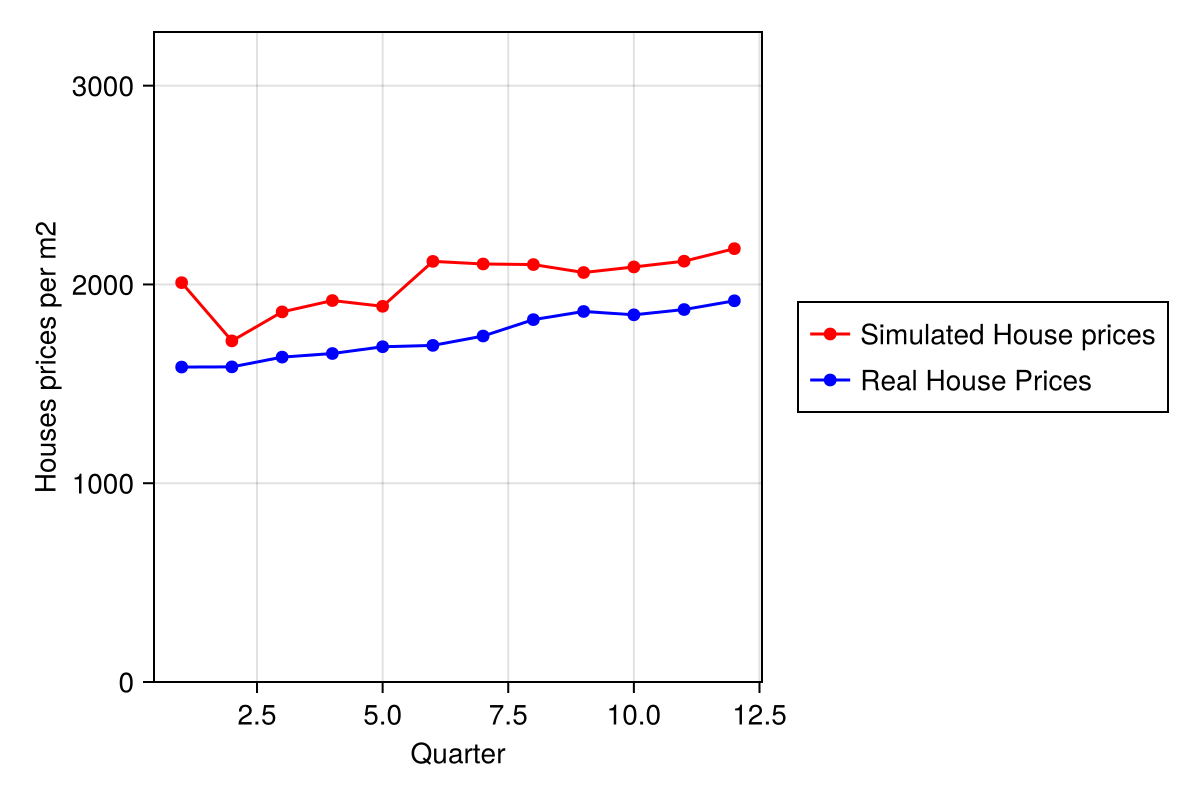 3000
2000
1000
0
Houses prices per m2
2.5 5.0 7.5 10.0 12.5
Quarter
Simulated House prices
Real House Prices